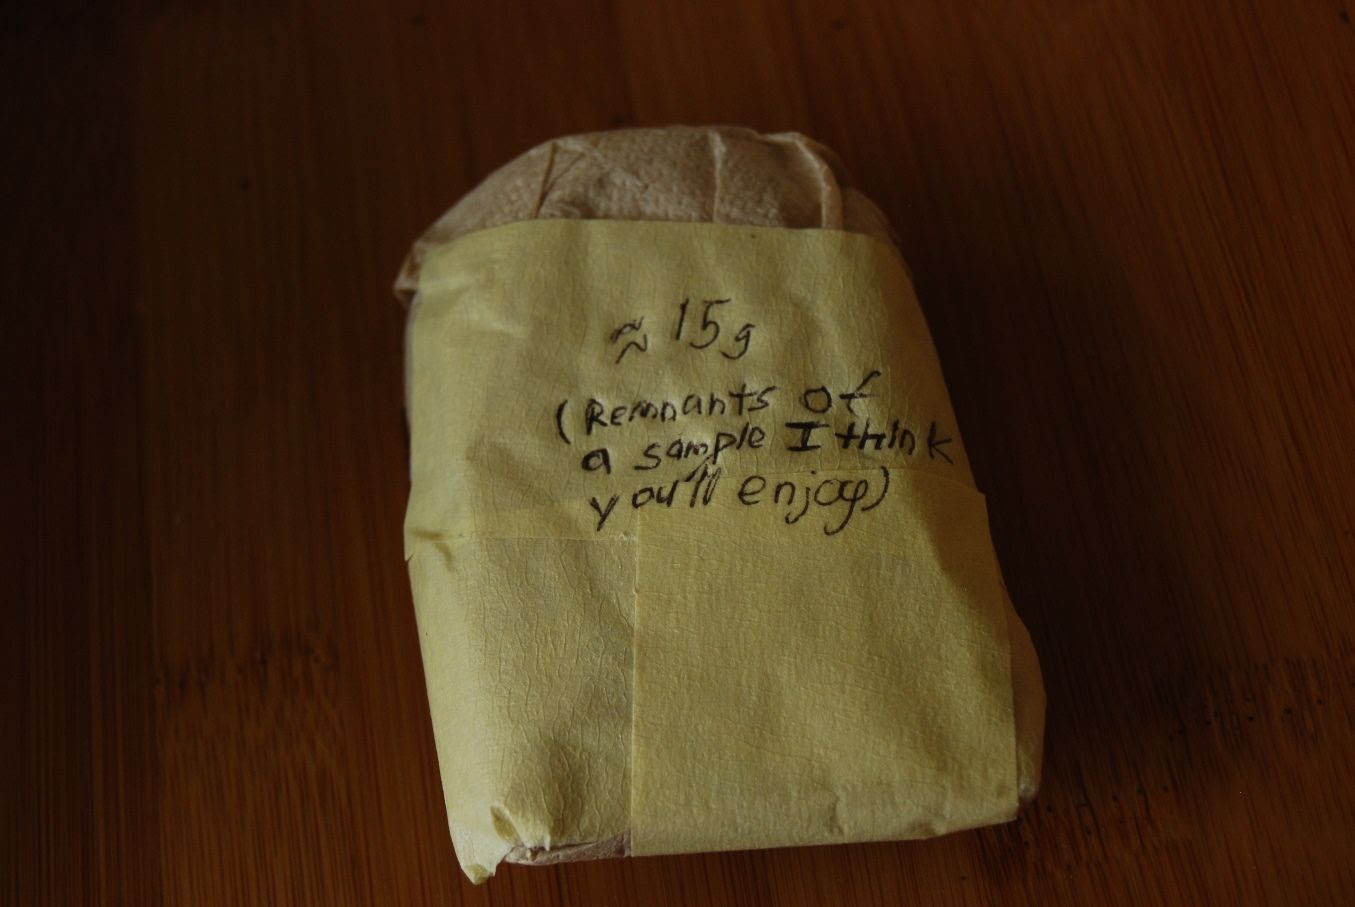 ≈ 15g
(Remnants of
a sample I think
you'll enjoy)